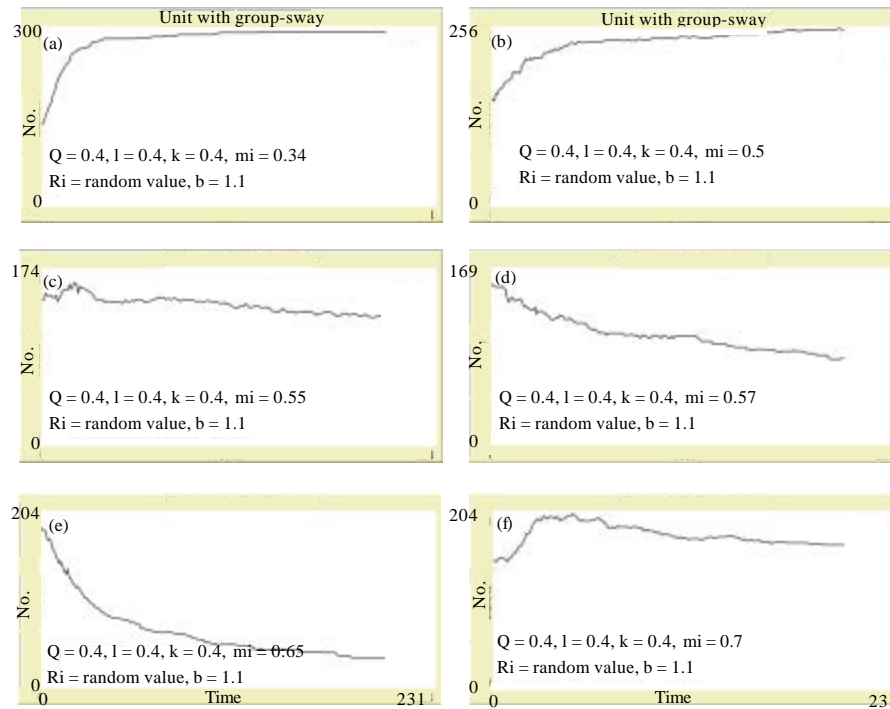 Unit with group-sway
300
(a)
No.
Q = 0.4, l = 0.4, k = 0.4, mi = 0.34
Ri = random value, b = 1.1
0
Unit with group-sway
256
(b)
No.
Q = 0.4, l = 0.4, k = 0.4, mi = 0.5
Ri = random value, b = 1.1
0
174
(c)
No.
Q = 0.4, l = 0.4, k = 0.4, mi = 0.55
Ri = random value, b = 1.1
0
169
(d)
No.
Q = 0.4, l = 0.4, k = 0.4, mi = 0.57
Ri = random value, b = 1.1
0
204
(e)
No.
Q = 0.4, l = 0.4, k = 0.4, mi = 0.65
Ri = random value, b = 1.1
0
0 Time 231
204
(f)
No.
Q = 0.4, l = 0.4, k = 0.4, mi = 0.7
Ri = random value, b = 1.1
0
0 Time 23